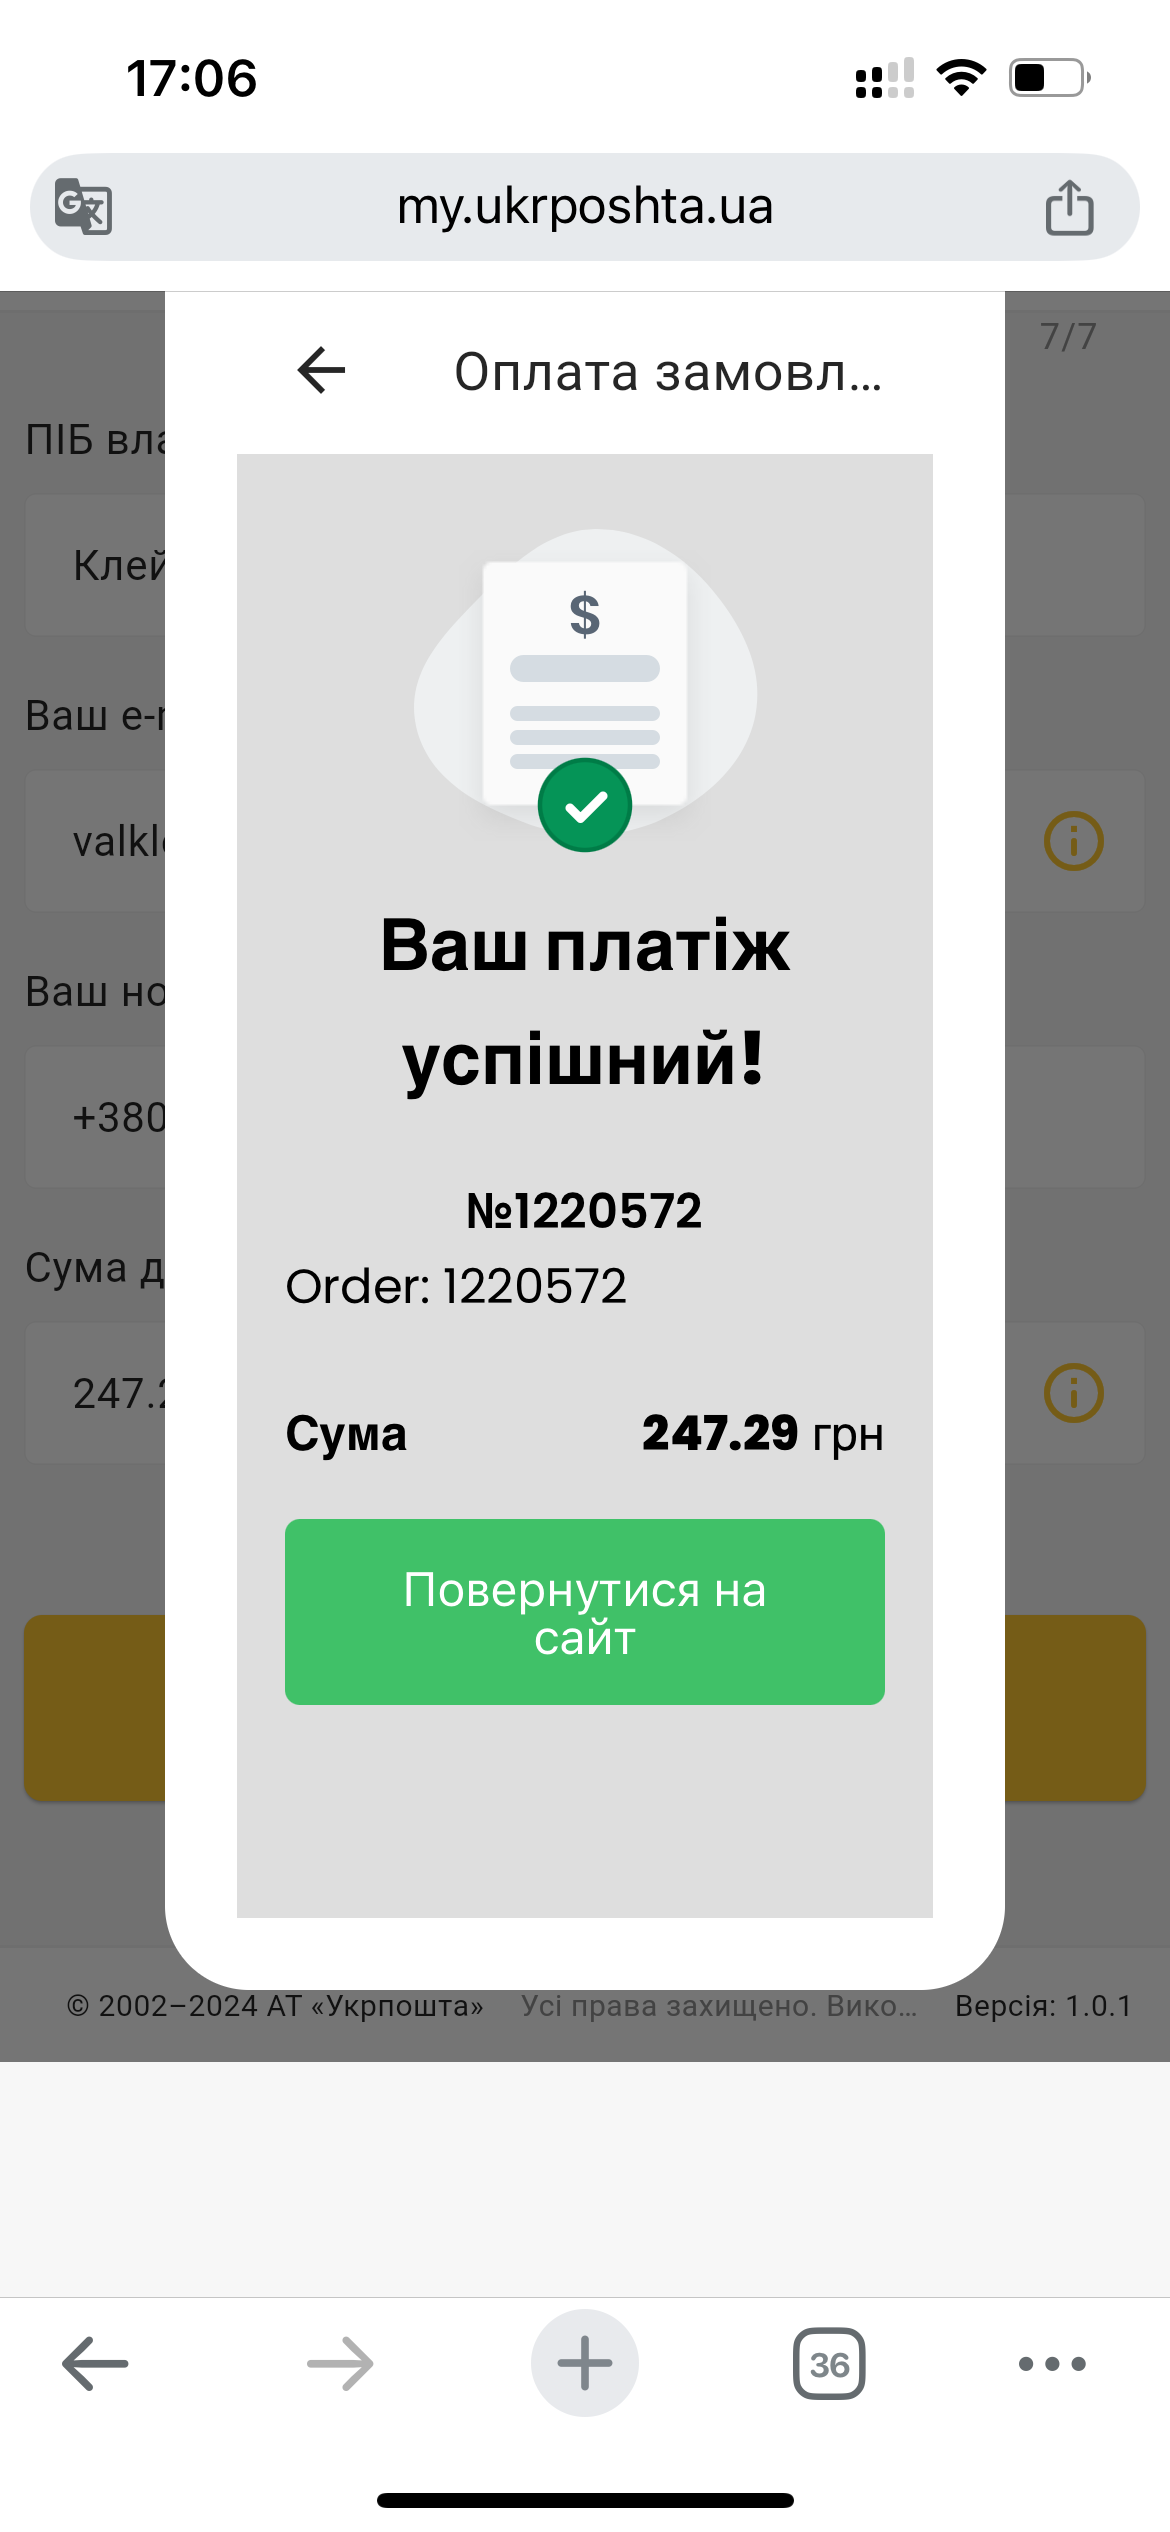 17:06
my.ukrposhta.ua
7/7
Оплата замовл...
ПІБ вла
Клей
Ваш e-
valkl
Ваш но
+380
Сума д
247.2
$
Ваш платіж
успішний!
№1220572
Order: 1220572
Сума 247.29 грн
Повернутися на
сайт
© 2002–2024 АТ «Укрпошта» Усі права захищено. Вико... Версія: 1.0.1
36